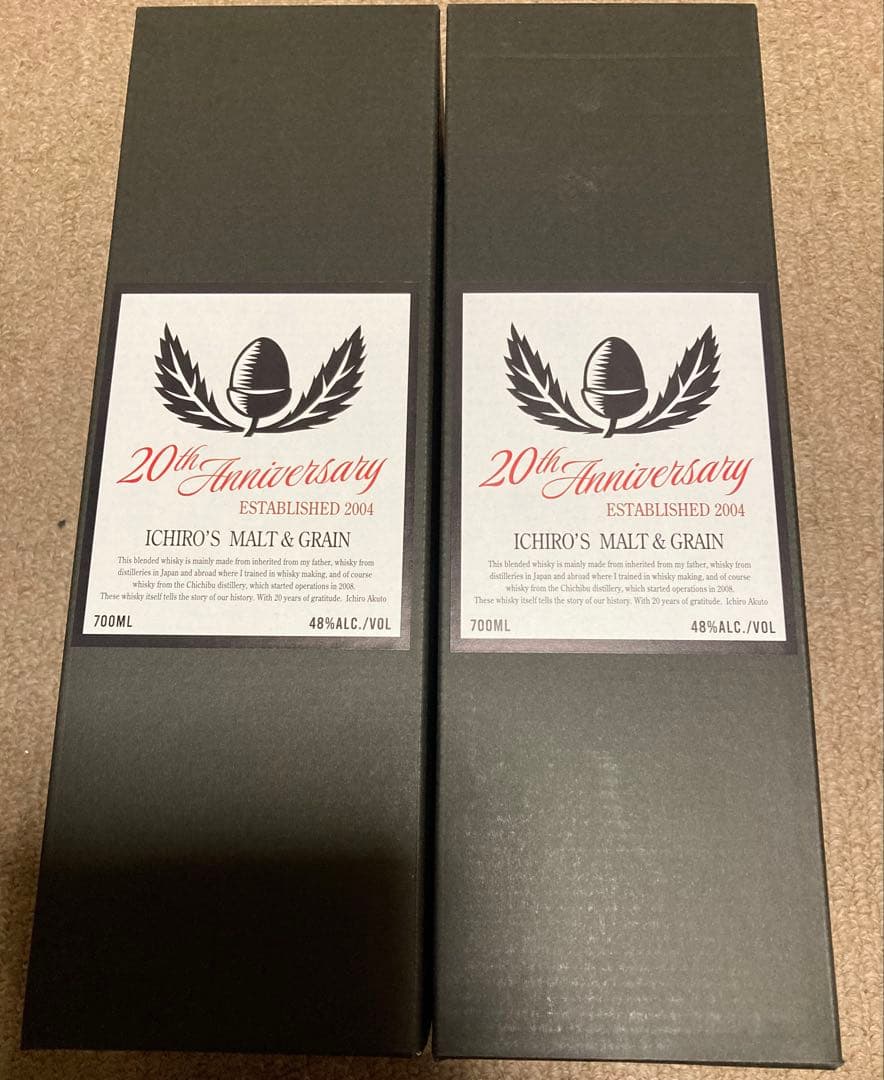 20th Anniversary
ESTABLISHED 2004
ICHIRO'S MALT & GRAIN
This blended whisky is mainly made from inherited from my father, whisky from
distilleries in Japan and abroad where I trained in whisky making, and of course
whisky from the Chichibu distillery, which started operations in 2008.
These whisky itself tells the story of our history. With 20 years of gratitude. Ichiro Akuto
700ML 48%ALC./VOL
20th Anniversary
ESTABLISHED 2004
ICHIRO'S MALT & GRAIN
This blended whisky is mainly made from inherited from my father, whisky from
distilleries in Japan and abroad where I trained in whisky making, and of course
whisky from the Chichibu distillery, which started operations in 2008.
These whisky itself tells the story of our history. With 20 years of gratitude. Ichiro Akuto
700ML 48%ALC./VOL